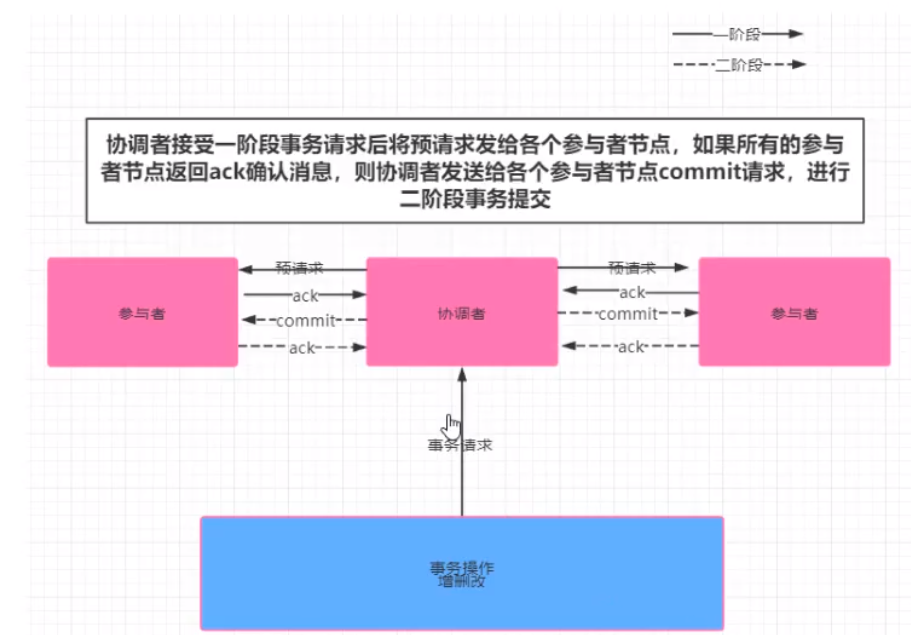 一阶段
二阶段
协调者接受一阶段事务请求后将预请求发给各个参与者节点，如果所有的参与
者节点返回ack确认消息，则协调者发送给各个参与者节点commit请求，进行
二阶段事务提交
预请求
预请求
ack
ack
参与者
协调者
参与者
commit
commit
ack
ack
事务请求
事务操作
增删改